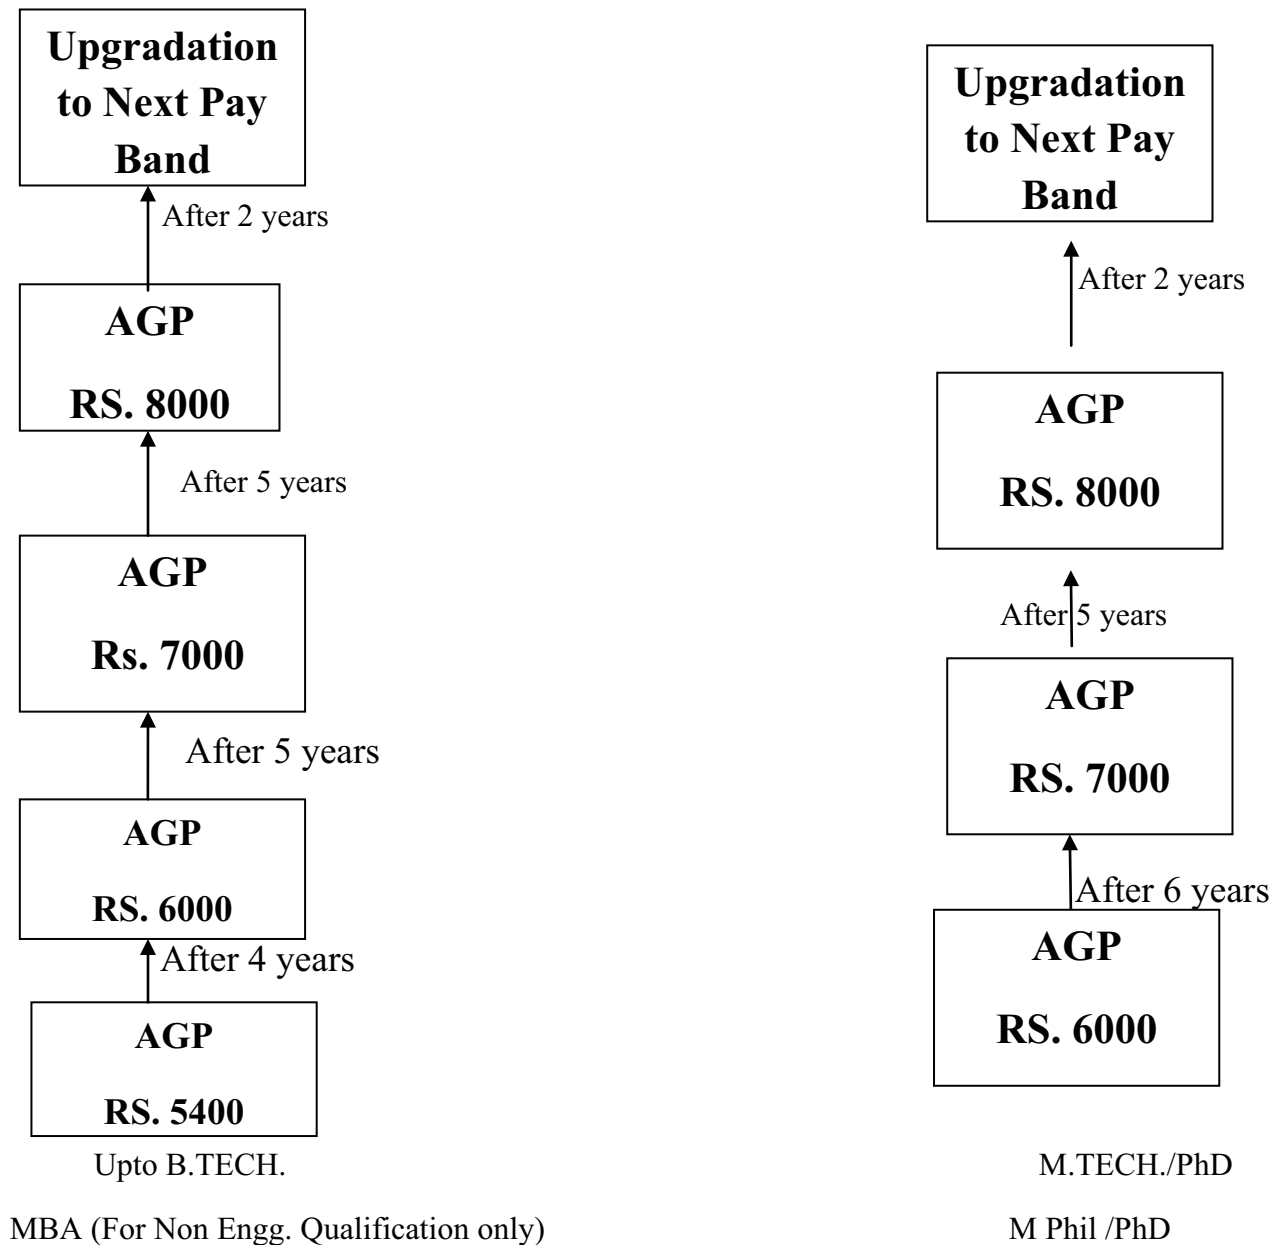 Upgradation
to Next Pay
Band
After 2 years
AGP
RS. 8000
After 5 years
AGP
Rs. 7000
After 5 years
AGP
RS. 6000
After 4 years
AGP
RS. 5400
Upto B.TECH.
MBA (For Non Engg. Qualification only)
Upgradation
to Next Pay
Band
After 2 years
AGP
RS. 8000
After 5 years
AGP
RS. 7000
After 6 years
AGP
RS. 6000
M.TECH./PhD
M Phil /PhD